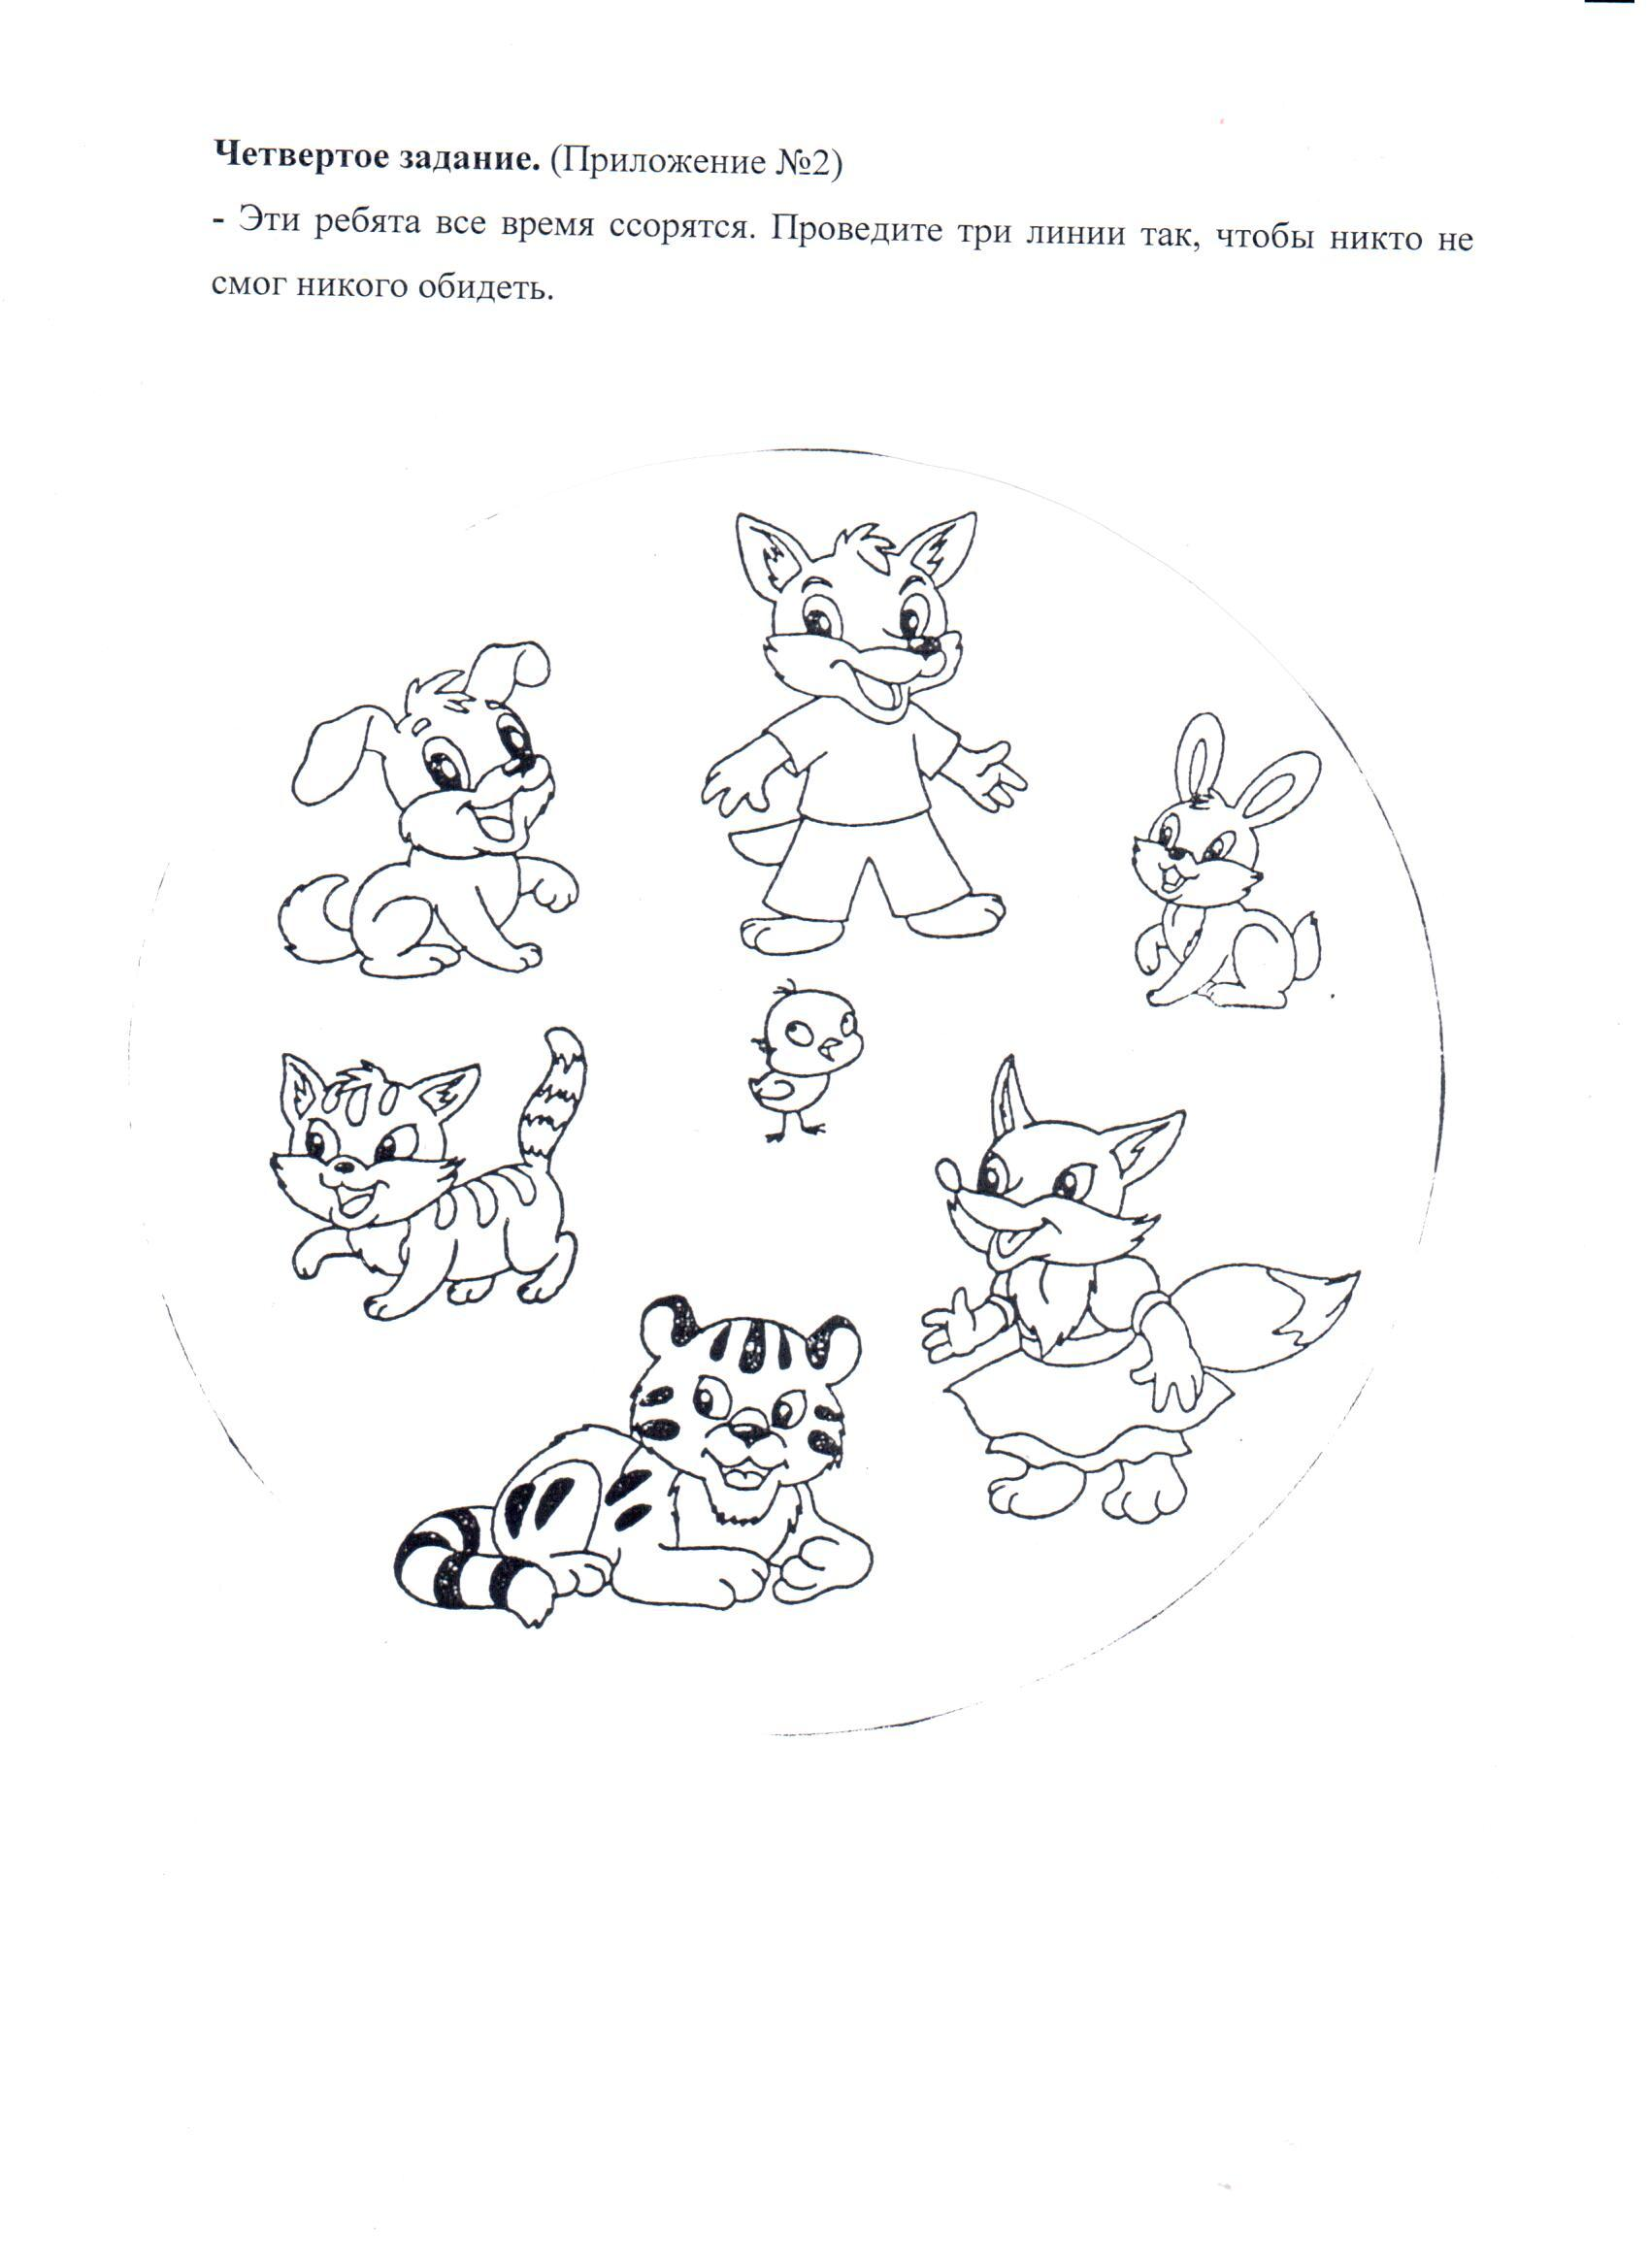 Четвертое задание. (Приложение №2)
- Эти ребята все время ссорятся. Проведите три линии так, чтобы никто не
смог никого обидеть.